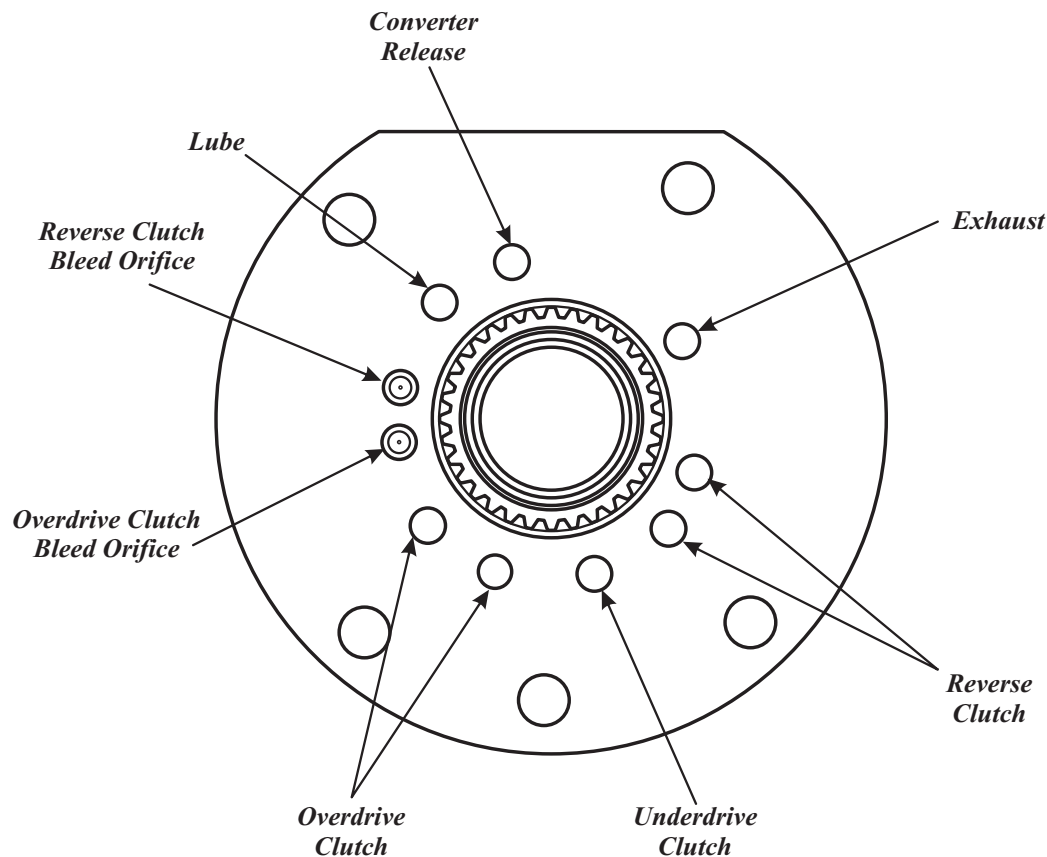 Converter
Release
Lube
Exhaust
Reverse Clutch
Bleed Orifice
Overdrive Clutch
Bleed Orifice
Reverse
Clutch
Overdrive
Clutch
Underdrive
Clutch